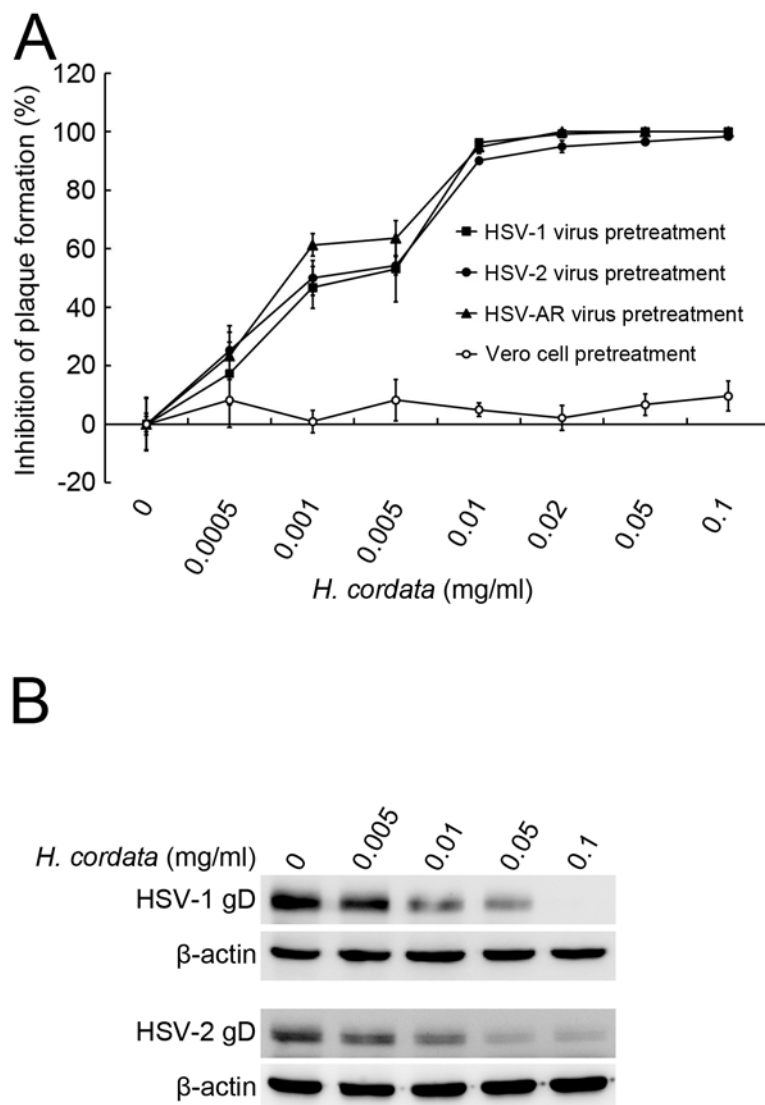 A
Inhibition of plaque formation (%)
120
100
80
60
40
20
0
-20
HSV-1 virus pretreatment
HSV-2 virus pretreatment
HSV-AR virus pretreatment
Vero cell pretreatment
0 0.0005 0.001 0.005 0.01 0.02 0.05 0.1
H. cordata (mg/ml)
B
H. cordata (mg/ml) 0 0.005 0.01 0.05 0.1
HSV-1 gD
β-actin
HSV-2 gD
β-actin